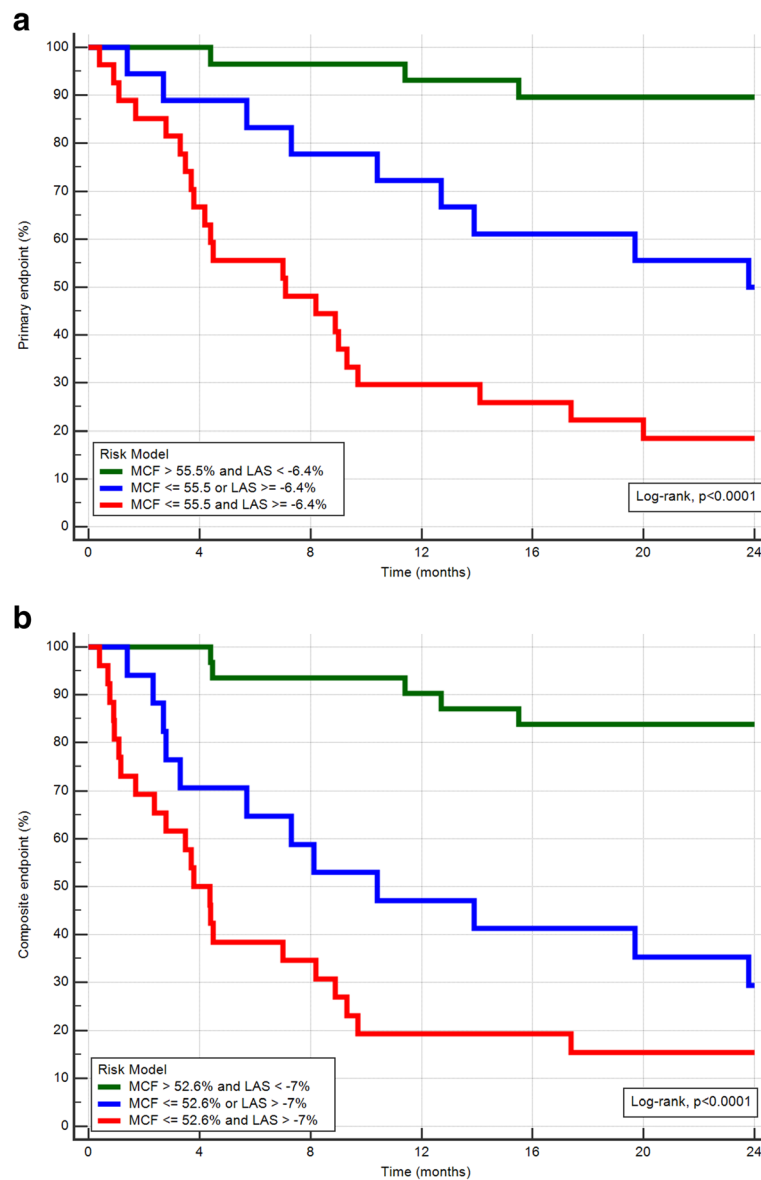 a
100
90
80
70
60
50
40
30
20
10
0
Primary endpoint (%)
Risk Model
MCF > 55.5% and LAS < -6.4%
MCF <= 55.5 or LAS >= -6.4%
MCF <= 55.5 and LAS >= -6.4%
Log-rank, p<0.0001
0 4 8 12 16 20 24
Time (months)
b
100
90
80
70
60
50
40
30
20
10
0
Composite endpoint (%)
Risk Model
MCF > 52.6% and LAS < -7%
MCF <= 52.6% or LAS > -7%
MCF <= 52.6% and LAS > -7%
Log-rank, p<0.0001
0 4 8 12 16 20 24
Time (months)